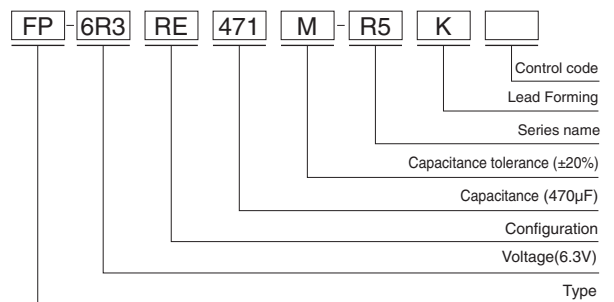 FP-6R3 RE 471 M-R5 K
Control code
Lead Forming
Series name
Capacitance tolerance (±20%)
Capacitance (470µF)
Configuration
Voltage(6.3V)
Type